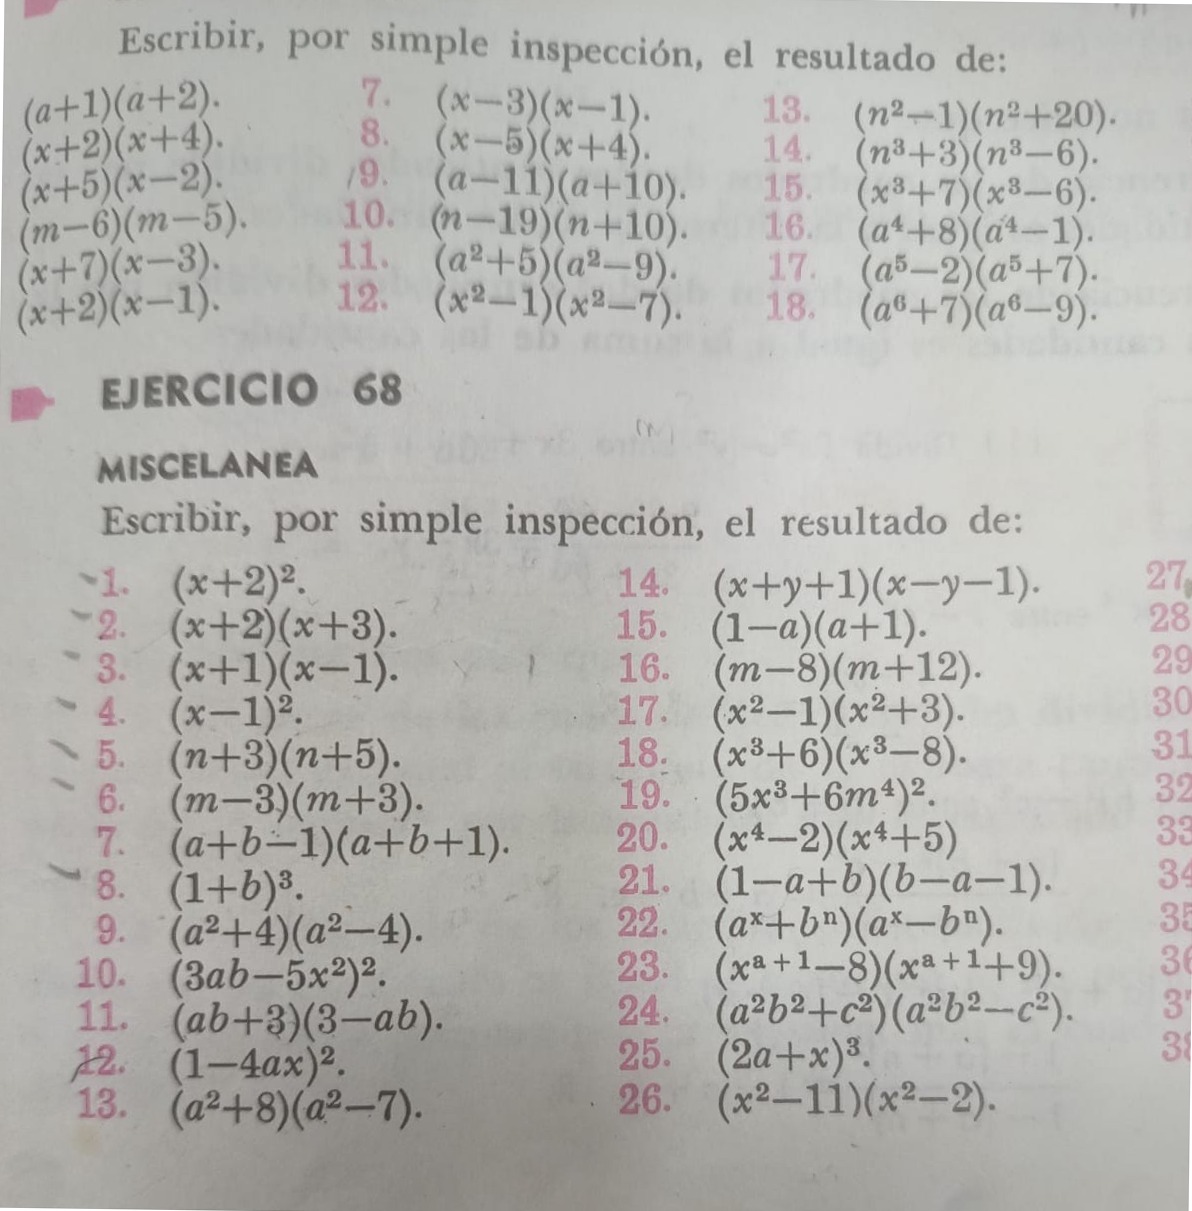 Escribir, por simple inspección, el resultado de:
(a+1)(a+2). 7. (x−3)(x−1). 13. (n²−1)(n²+20).
(x+2)(x+4). 8. (x−5)(x+4). 14. (n³+3)(n³−6).
(x+5)(x−2). 9. (a−11)(a+10). 15. (x³+7)(x³−6).
(m−6)(m−5). 10. (n−19)(n+10). 16. (a⁴+8)(a⁴−1).
(x+7)(x−3). 11. (a²+5)(a²−9). 17. (a⁵−2)(a⁵+7).
(x+2)(x−1). 12. (x²−1)(x²−7). 18. (a⁶+7)(a⁶−9).
EJERCICIO 68
MISCELANEA
Escribir, por simple inspección, el resultado de:
1. (x+2)². 14. (x+y+1)(x−y−1). 27
2. (x+2)(x+3). 15. (1−a)(a+1). 28
3. (x+1)(x−1). 16. (m−8)(m+12). 29
4. (x−1)². 17. (x²−1)(x²+3). 30
5. (n+3)(n+5). 18. (x³+6)(x³−8). 31
6. (m−3)(m+3). 19. (5x³+6m⁴)². 32
7. (a+b−1)(a+b+1). 20. (x⁴−2)(x⁴+5) 33
8. (1+b)³. 21. (1−a+b)(b−a−1). 34
9. (a²+4)(a²−4). 22. (aˣ+bⁿ)(aˣ−bⁿ). 35
10. (3ab−5x²)². 23. (xᵃ⁺¹−8)(xᵃ⁺¹+9). 36
11. (ab+3)(3−ab). 24. (a²b²+c²)(a²b²−c²). 37
12. (1−4ax)². 25. (2a+x)³. 38
13. (a²+8)(a²−7). 26. (x²−11)(x²−2).